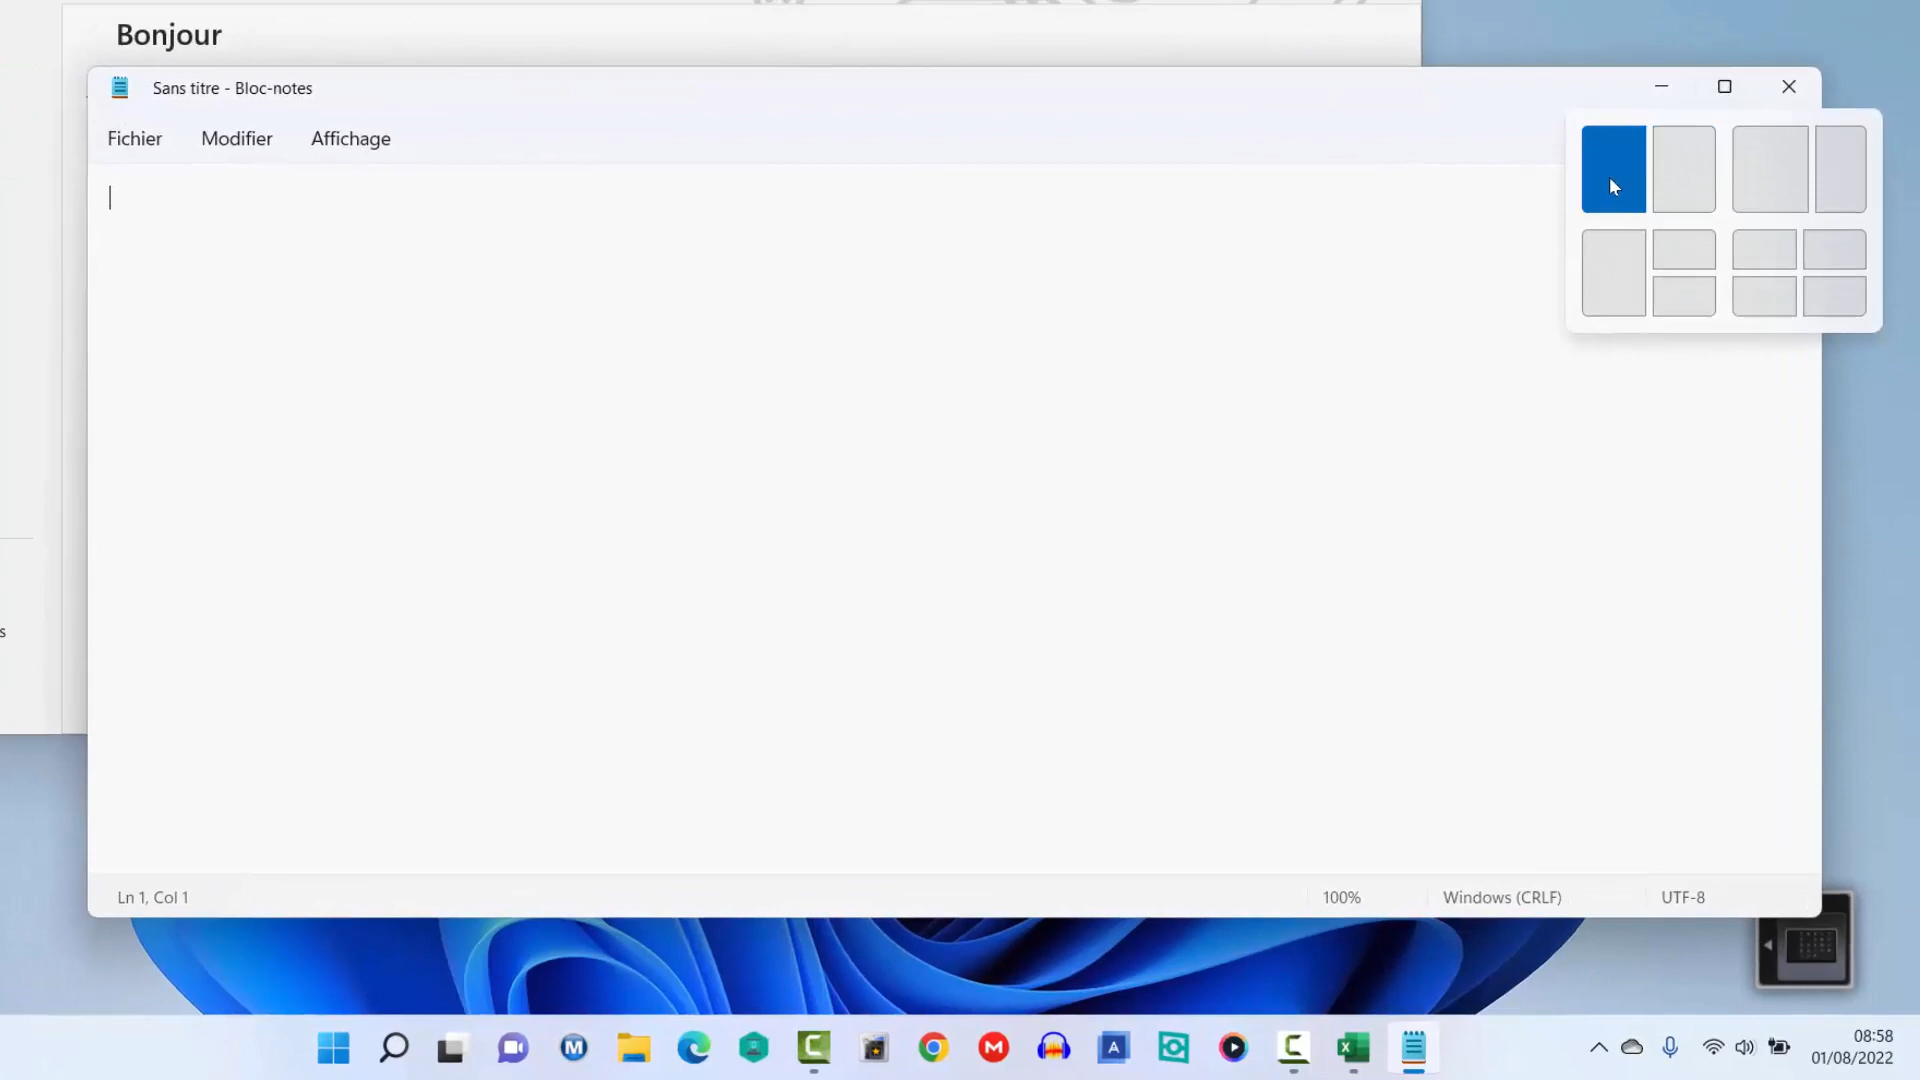 Bonjour
Sans titre - Bloc-notes
Fichier Modifier Affichage
s
Ln 1, Col 1 100% Windows (CRLF) UTF-8
M M A
08:58
01/08/2022